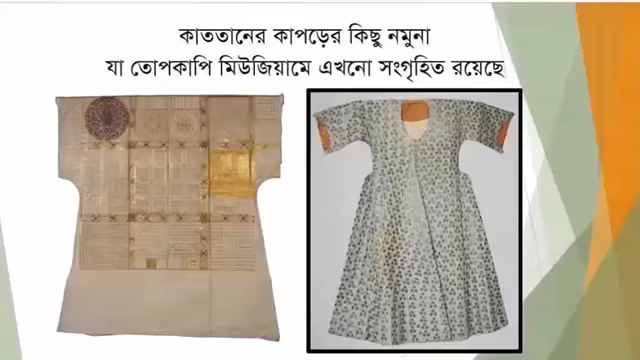 কাততানের কাপড়ের কিছু নমুনা
যা তোপকাপি মিউজিয়ামে এখনো সংগৃহিত রয়েছে